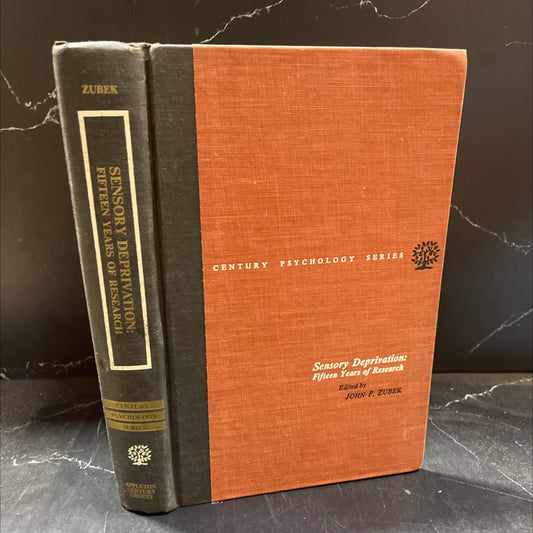 ZUBEK
SENSORY DEPRIVATION:
FIFTEEN YEARS OF RESEARCH
CENTURY
PSYCHOLOGY
SERIES
APPLETON
CENTURY
CROFTS
CENTURY PSYCHOLOGY SERIES
Sensory Deprivation:
Fifteen Years of Research
Edited by
JOHN P. ZUBEK